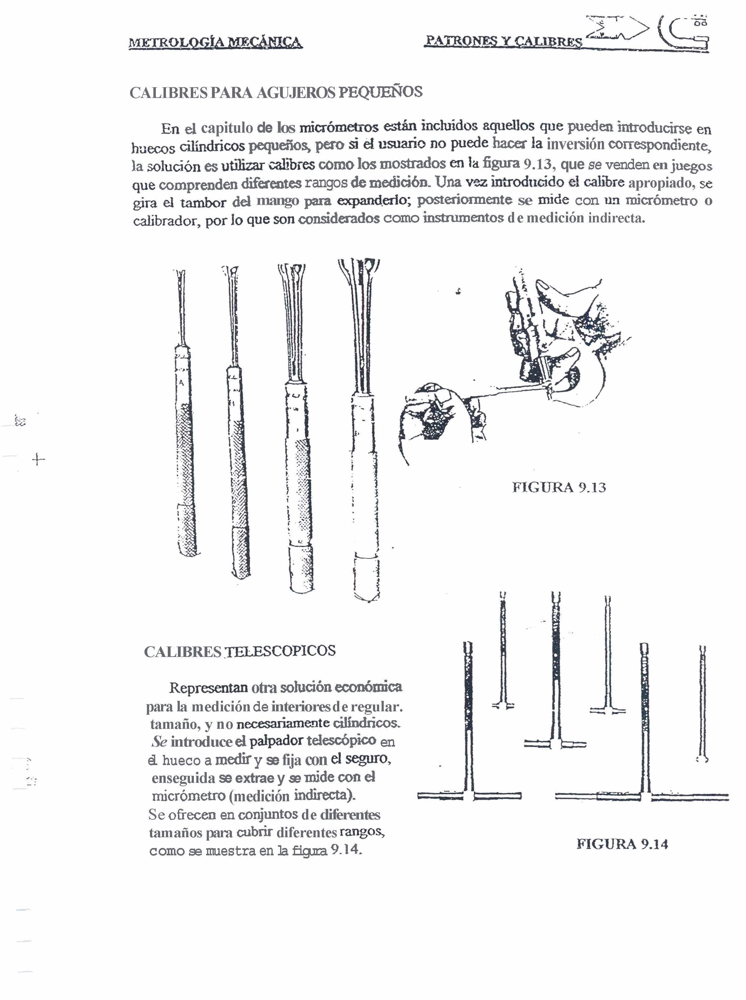 METROLOGÍA MECÁNICA
PATRONES Y CALIBRES
CALIBRES PARA AGUJEROS PEQUEÑOS
En el capitulo de los micrómetros están incluidos aquellos que pueden introducirse en
huecos cilíndricos pequeños, pero si el usuario no puede hacer la inversión correspondiente,
la solución es utilizar calibres como los mostrados en la figura 9.13, que se venden en juegos
que comprenden diferentes rangos de medición. Una vez introducido el calibre apropiado, se
gira el tambor del mango para expanderlo; posteriormente se mide con un micrómetro o
calibrador, por lo que son considerados como instrumentos de medición indirecta.
A
FIGURA 9.13
CALIBRES TELESCOPICOS
Representan otra solución económica
para la medición de interiores de regular.
tamaño, y no necesariamente cilíndricos.
Se introduce el palpador telescópico en
el hueco a medir y se fija con el seguro,
enseguida se extrae y se mide con el
micrómetro (medición indirecta).
Se ofrecen en conjuntos de diferentes
tamaños para cubrir diferentes rangos,
como se muestra en la figura 9.14.
FIGURA 9.14